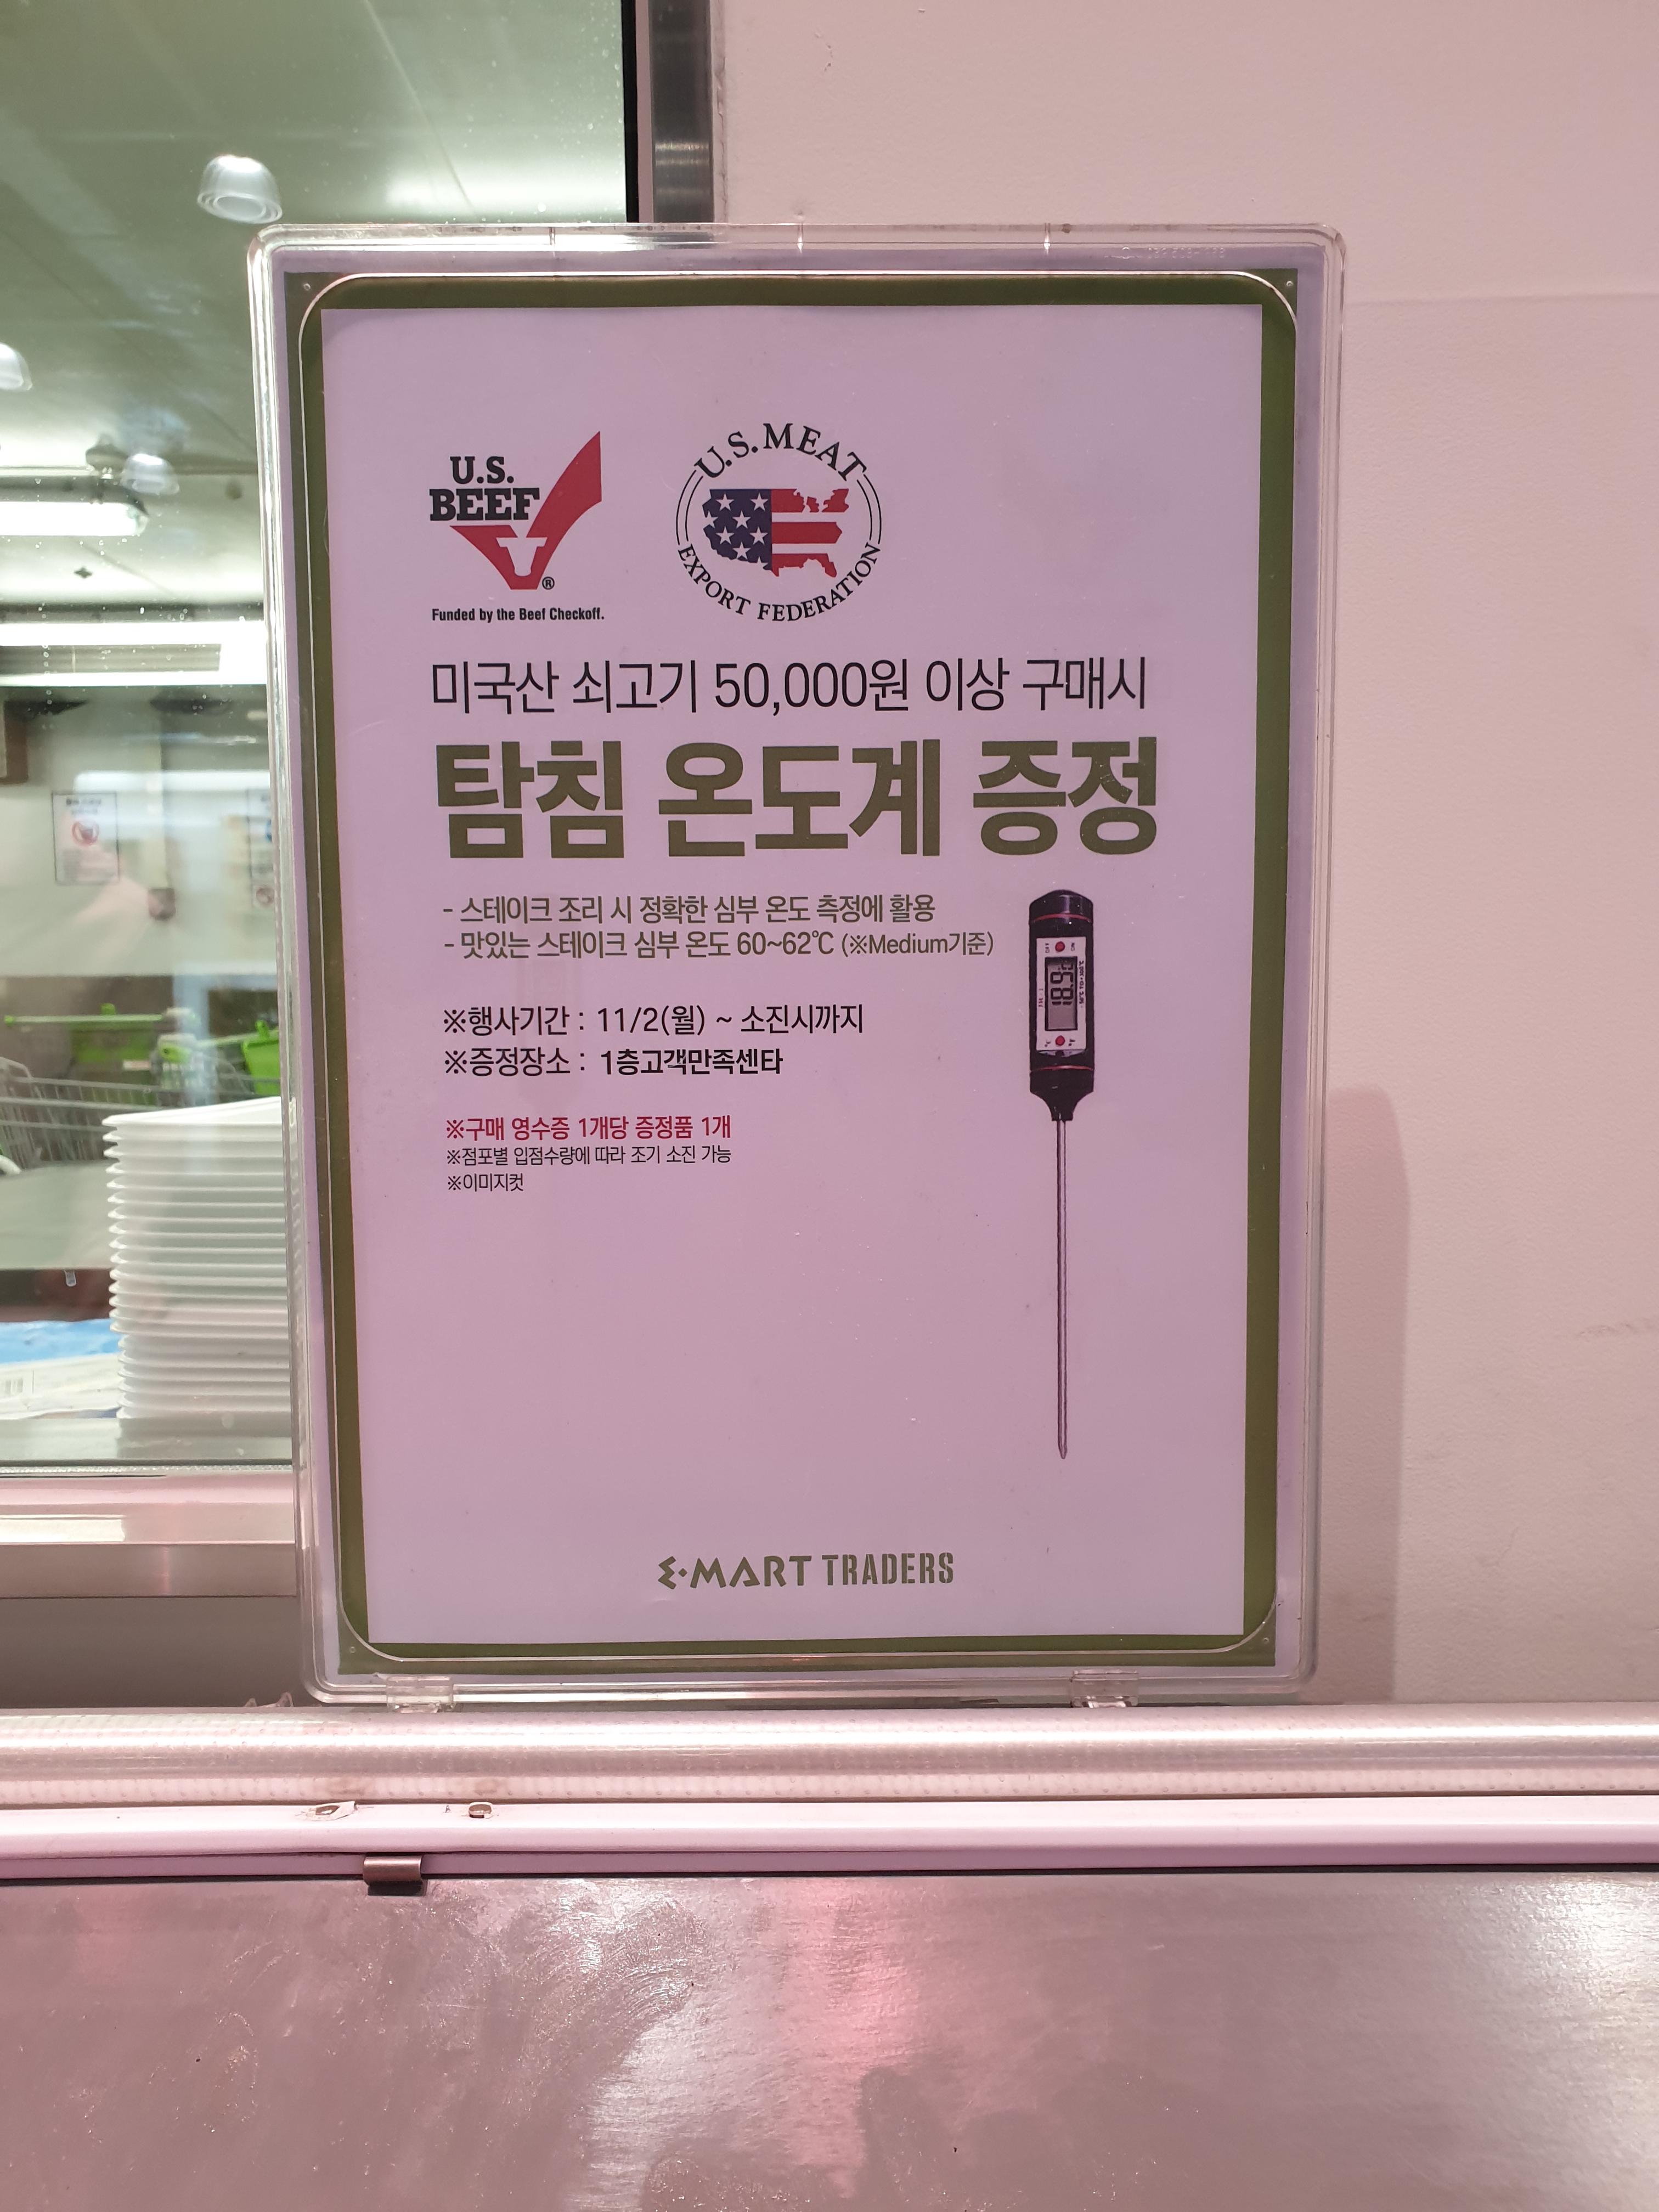 U.S.
BEEF
®
Funded by the Beef Checkoff.
U.S. MEAT
EXPORT FEDERATION
미국산 쇠고기 50,000원 이상 구매시
탐침 온도계 증정
- 스테이크 조리 시 정확한 심부 온도 측정에 활용
- 맛있는 스테이크 심부 온도 60~62℃ (※Medium기준)
※행사기간 : 11/2(월) ~ 소진시까지
※증정장소 : 1층고객만족센타
※구매 영수증 1개당 증정품 1개
※점포별 입점수량에 따라 조기 소진 가능
※이미지컷
E·MART TRADERS